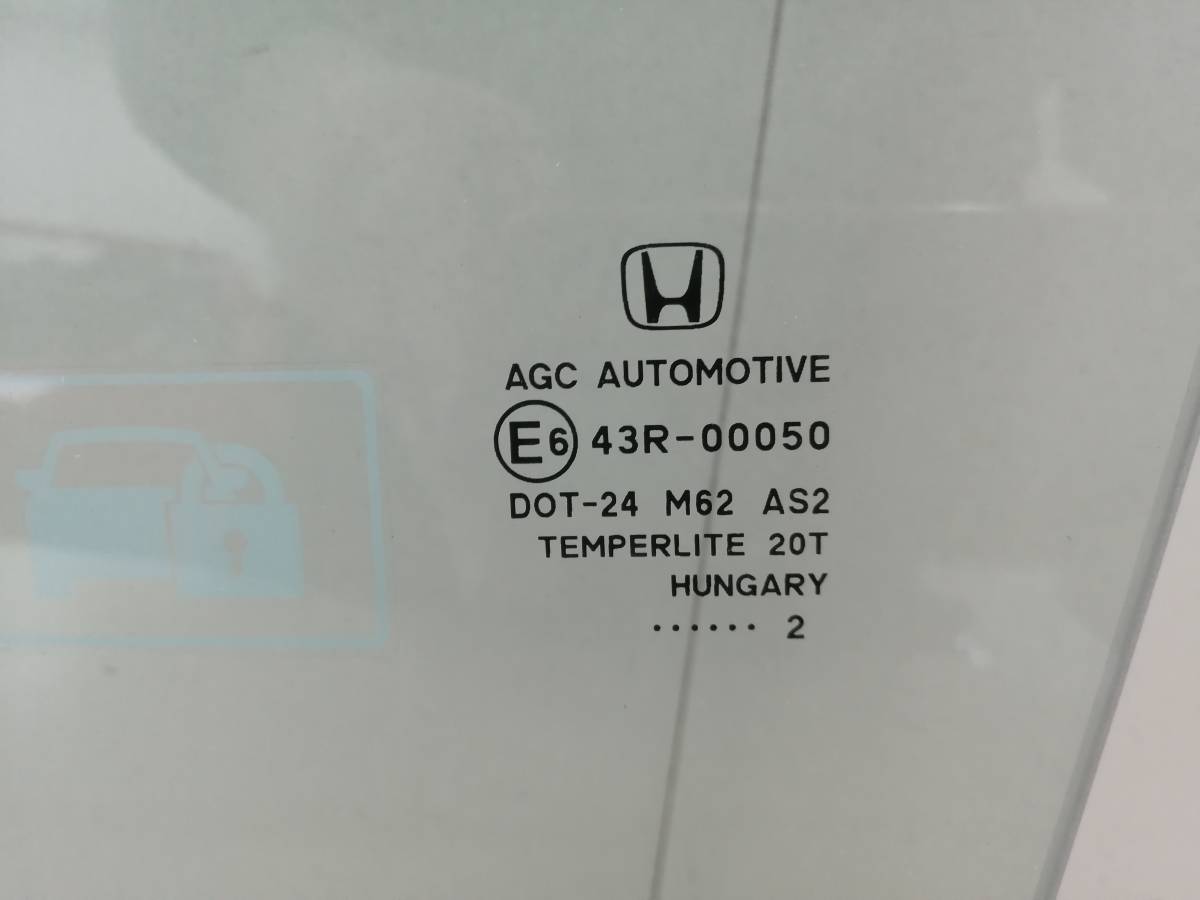 AGC AUTOMOTIVE
E6 43R-00050
DOT-24 M62 AS2
TEMPERLITE 20T
HUNGARY
...... 2